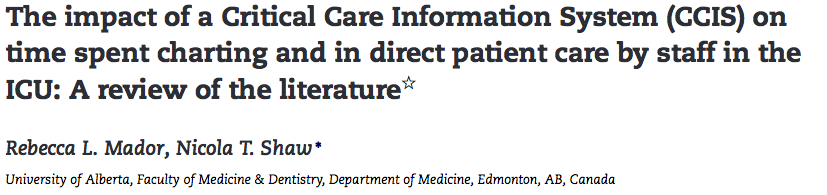 The impact of a Critical Care Information System (CCIS) on
time spent charting and in direct patient care by staff in the
ICU: A review of the literature☆
Rebecca L. Mador, Nicola T. Shaw*
University of Alberta, Faculty of Medicine & Dentistry, Department of Medicine, Edmonton, AB, Canada